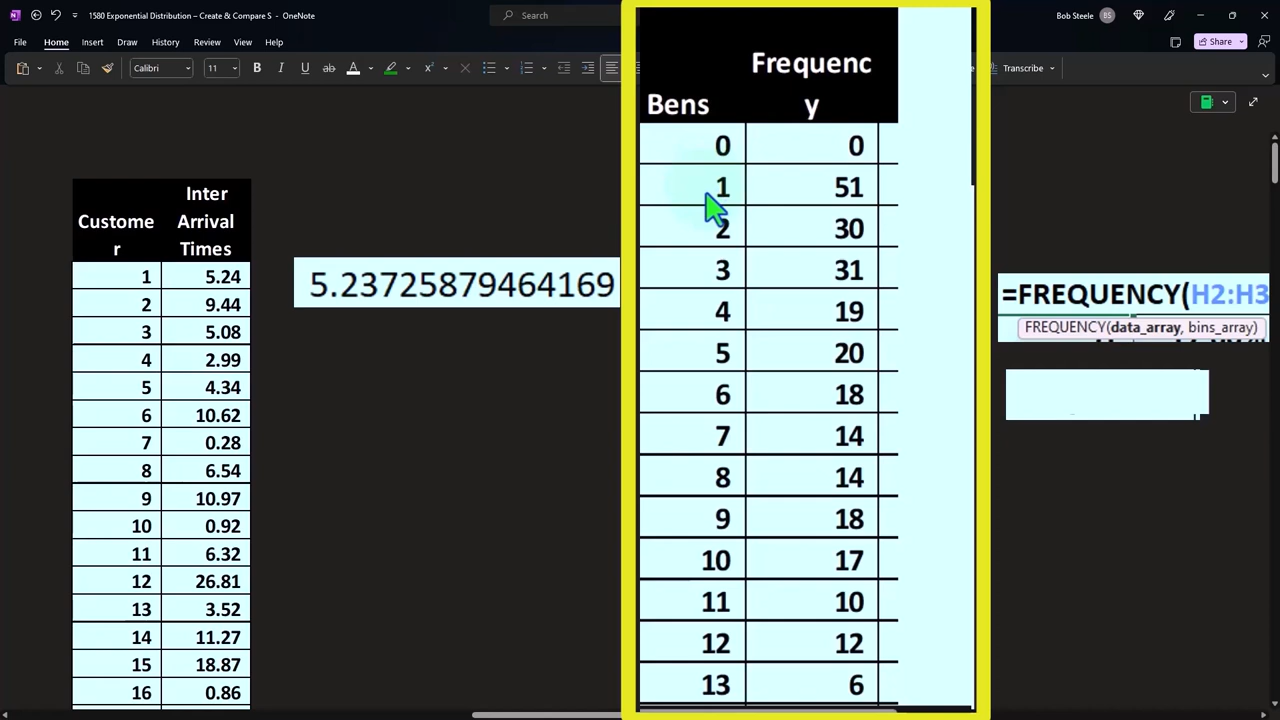 1580 Exponential Distribution – Create & Compare S - OneNote
Search
Bob Steele
BS
File Home Insert Draw History Review View Help
Share
Calibri
11
B I U ab A
Transcribe
Custome
r
Inter
Arrival
Times
1 5.24
2 9.44
3 5.08
4 2.99
5 4.34
6 10.62
7 0.28
8 6.54
9 10.97
10 0.92
11 6.32
12 26.81
13 3.52
14 11.27
15 18.87
16 0.86
5.23725879464169
Bens
Frequenc
y
0 0
1 51
2 30
3 31
4 19
5 20
6 18
7 14
8 14
9 18
10 17
11 10
12 12
13 6
=FREQUENCY(H2:H3
FREQUENCY(data_array, bins_array)